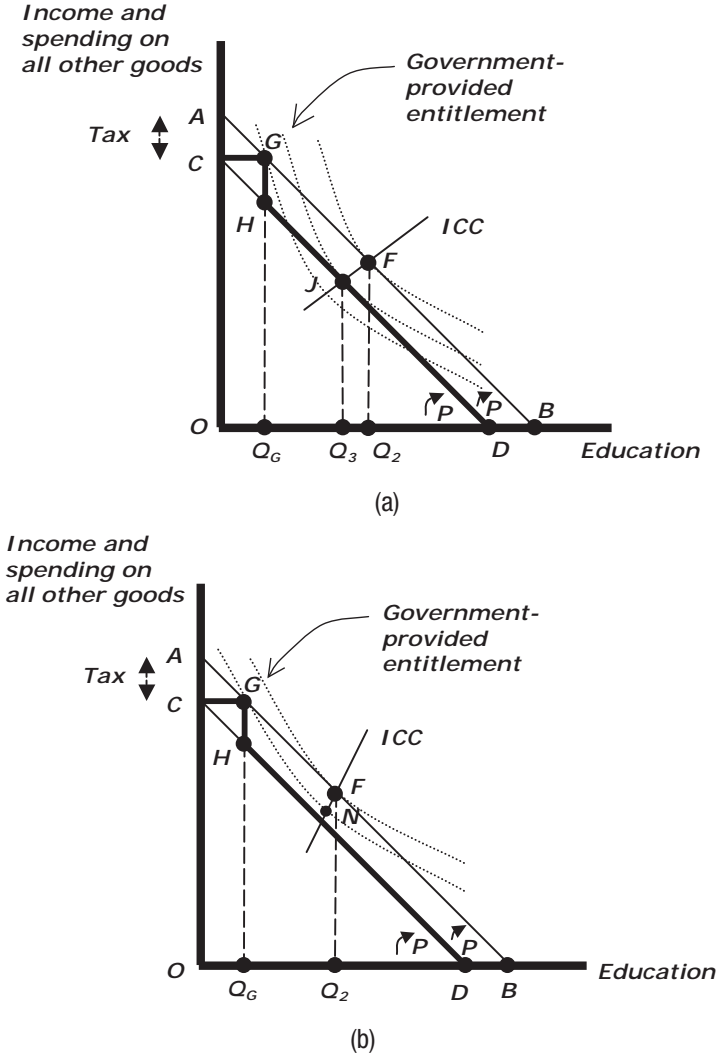 Income and
spending on
all other goods
Government-
provided
entitlement
A
Tax
G
C
H
ICC
F
J
P
P
B
O
Q_G
Q_3
Q_2
D
Education
(a)
Income and
spending on
all other goods
Government-
provided
entitlement
A
Tax
G
C
ICC
H
F
N
P
P
O
Q_G
Q_2
D
B
Education
(b)